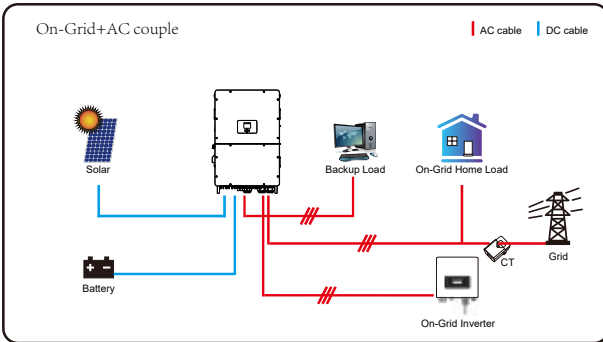 On-Grid+AC couple
AC cable
DC cable
Solar
Backup Load
On-Grid Home Load
Grid
CT
Battery
On-Grid Inverter